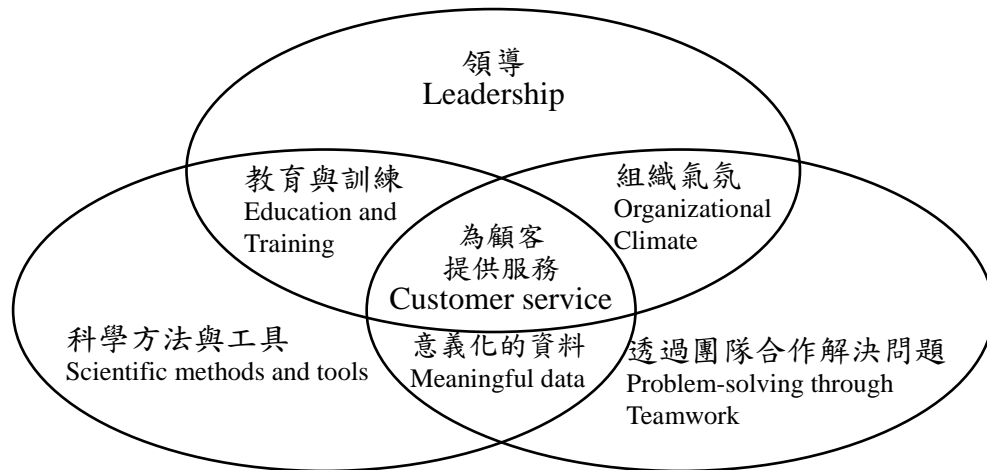 領導
Leadership
教育與訓練
Education and
Training
組織氣氛
Organizational
Climate
為顧客
提供服務
Customer service
科學方法與工具
Scientific methods and tools
意義化的資料
Meaningful data
透過團隊合作解決問題
Problem-solving through
Teamwork